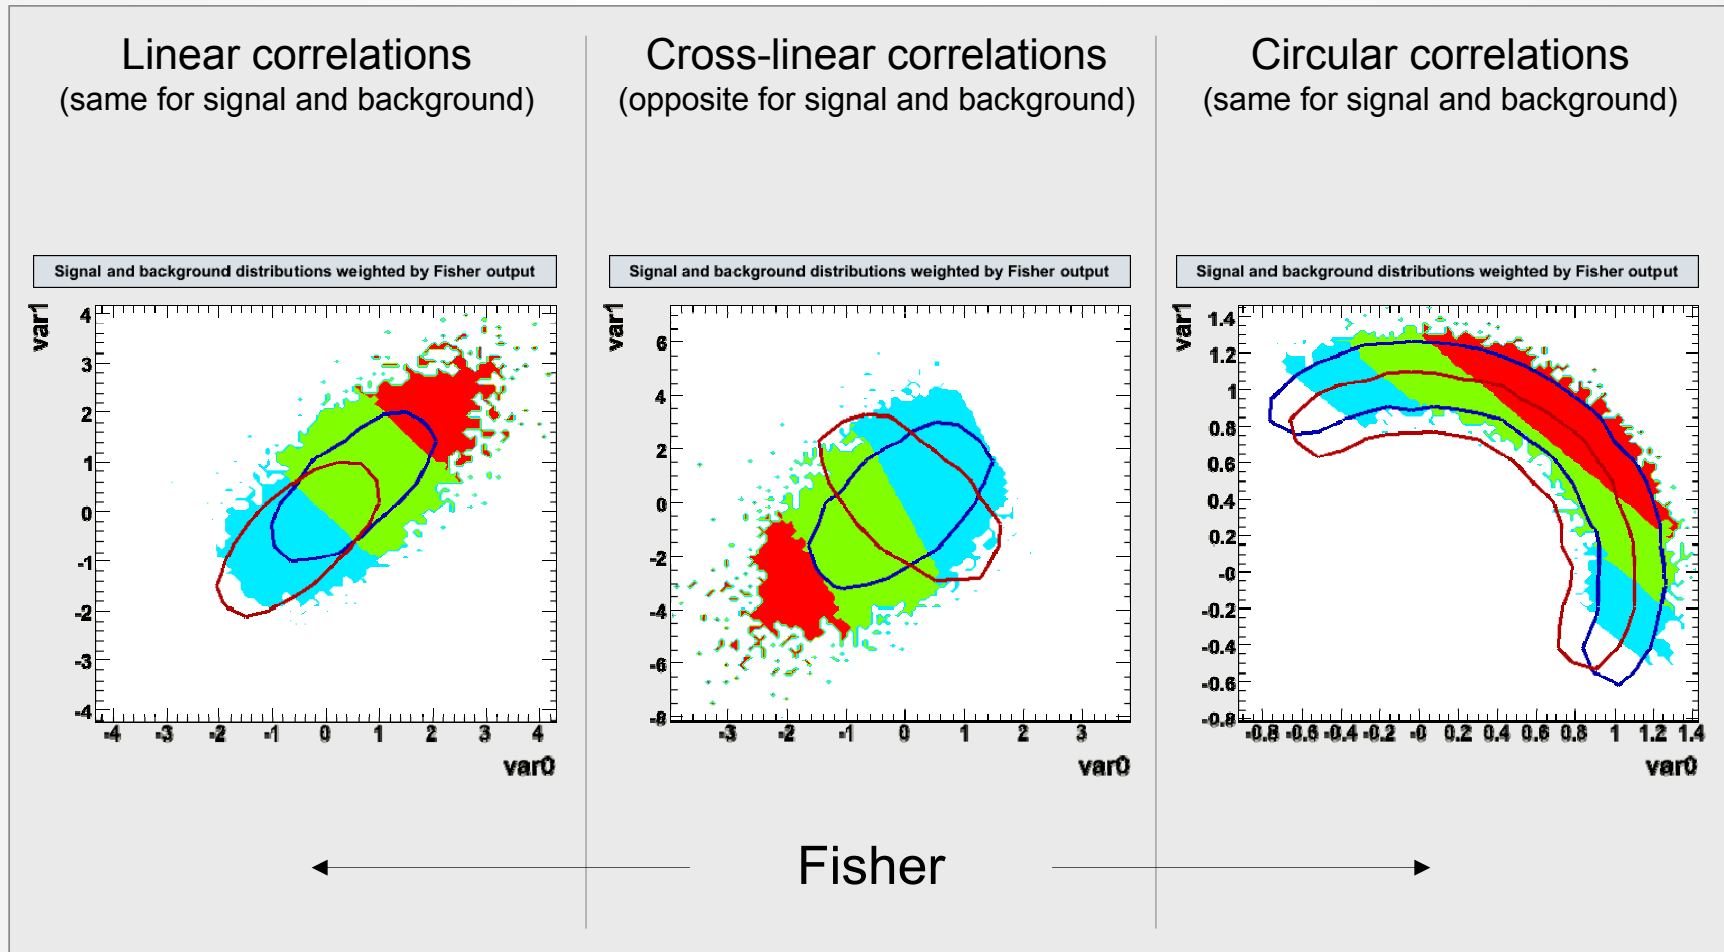 Linear correlations
(same for signal and background)
Signal and background distributions weighted by Fisher output
var1
4
3
2
1
0
-1
-2
-3
-4
-4 -3 -2 -1 0 1 2 3 4
var0
Cross-linear correlations
(opposite for signal and background)
Signal and background distributions weighted by Fisher output
var1
6
4
2
0
-2
-4
-6
-8
-3 -2 -1 0 1 2 3
var0
Circular correlations
(same for signal and background)
Signal and background distributions weighted by Fisher output
var1
1.4
1.2
1
0.8
0.6
0.4
0.2
-0
-0.2
-0.4
-0.6
-0.8
-0.8 -0.6 -0.4 -0.2 -0 0.2 0.4 0.6 0.8 1 1.2 1.4
var0
Fisher